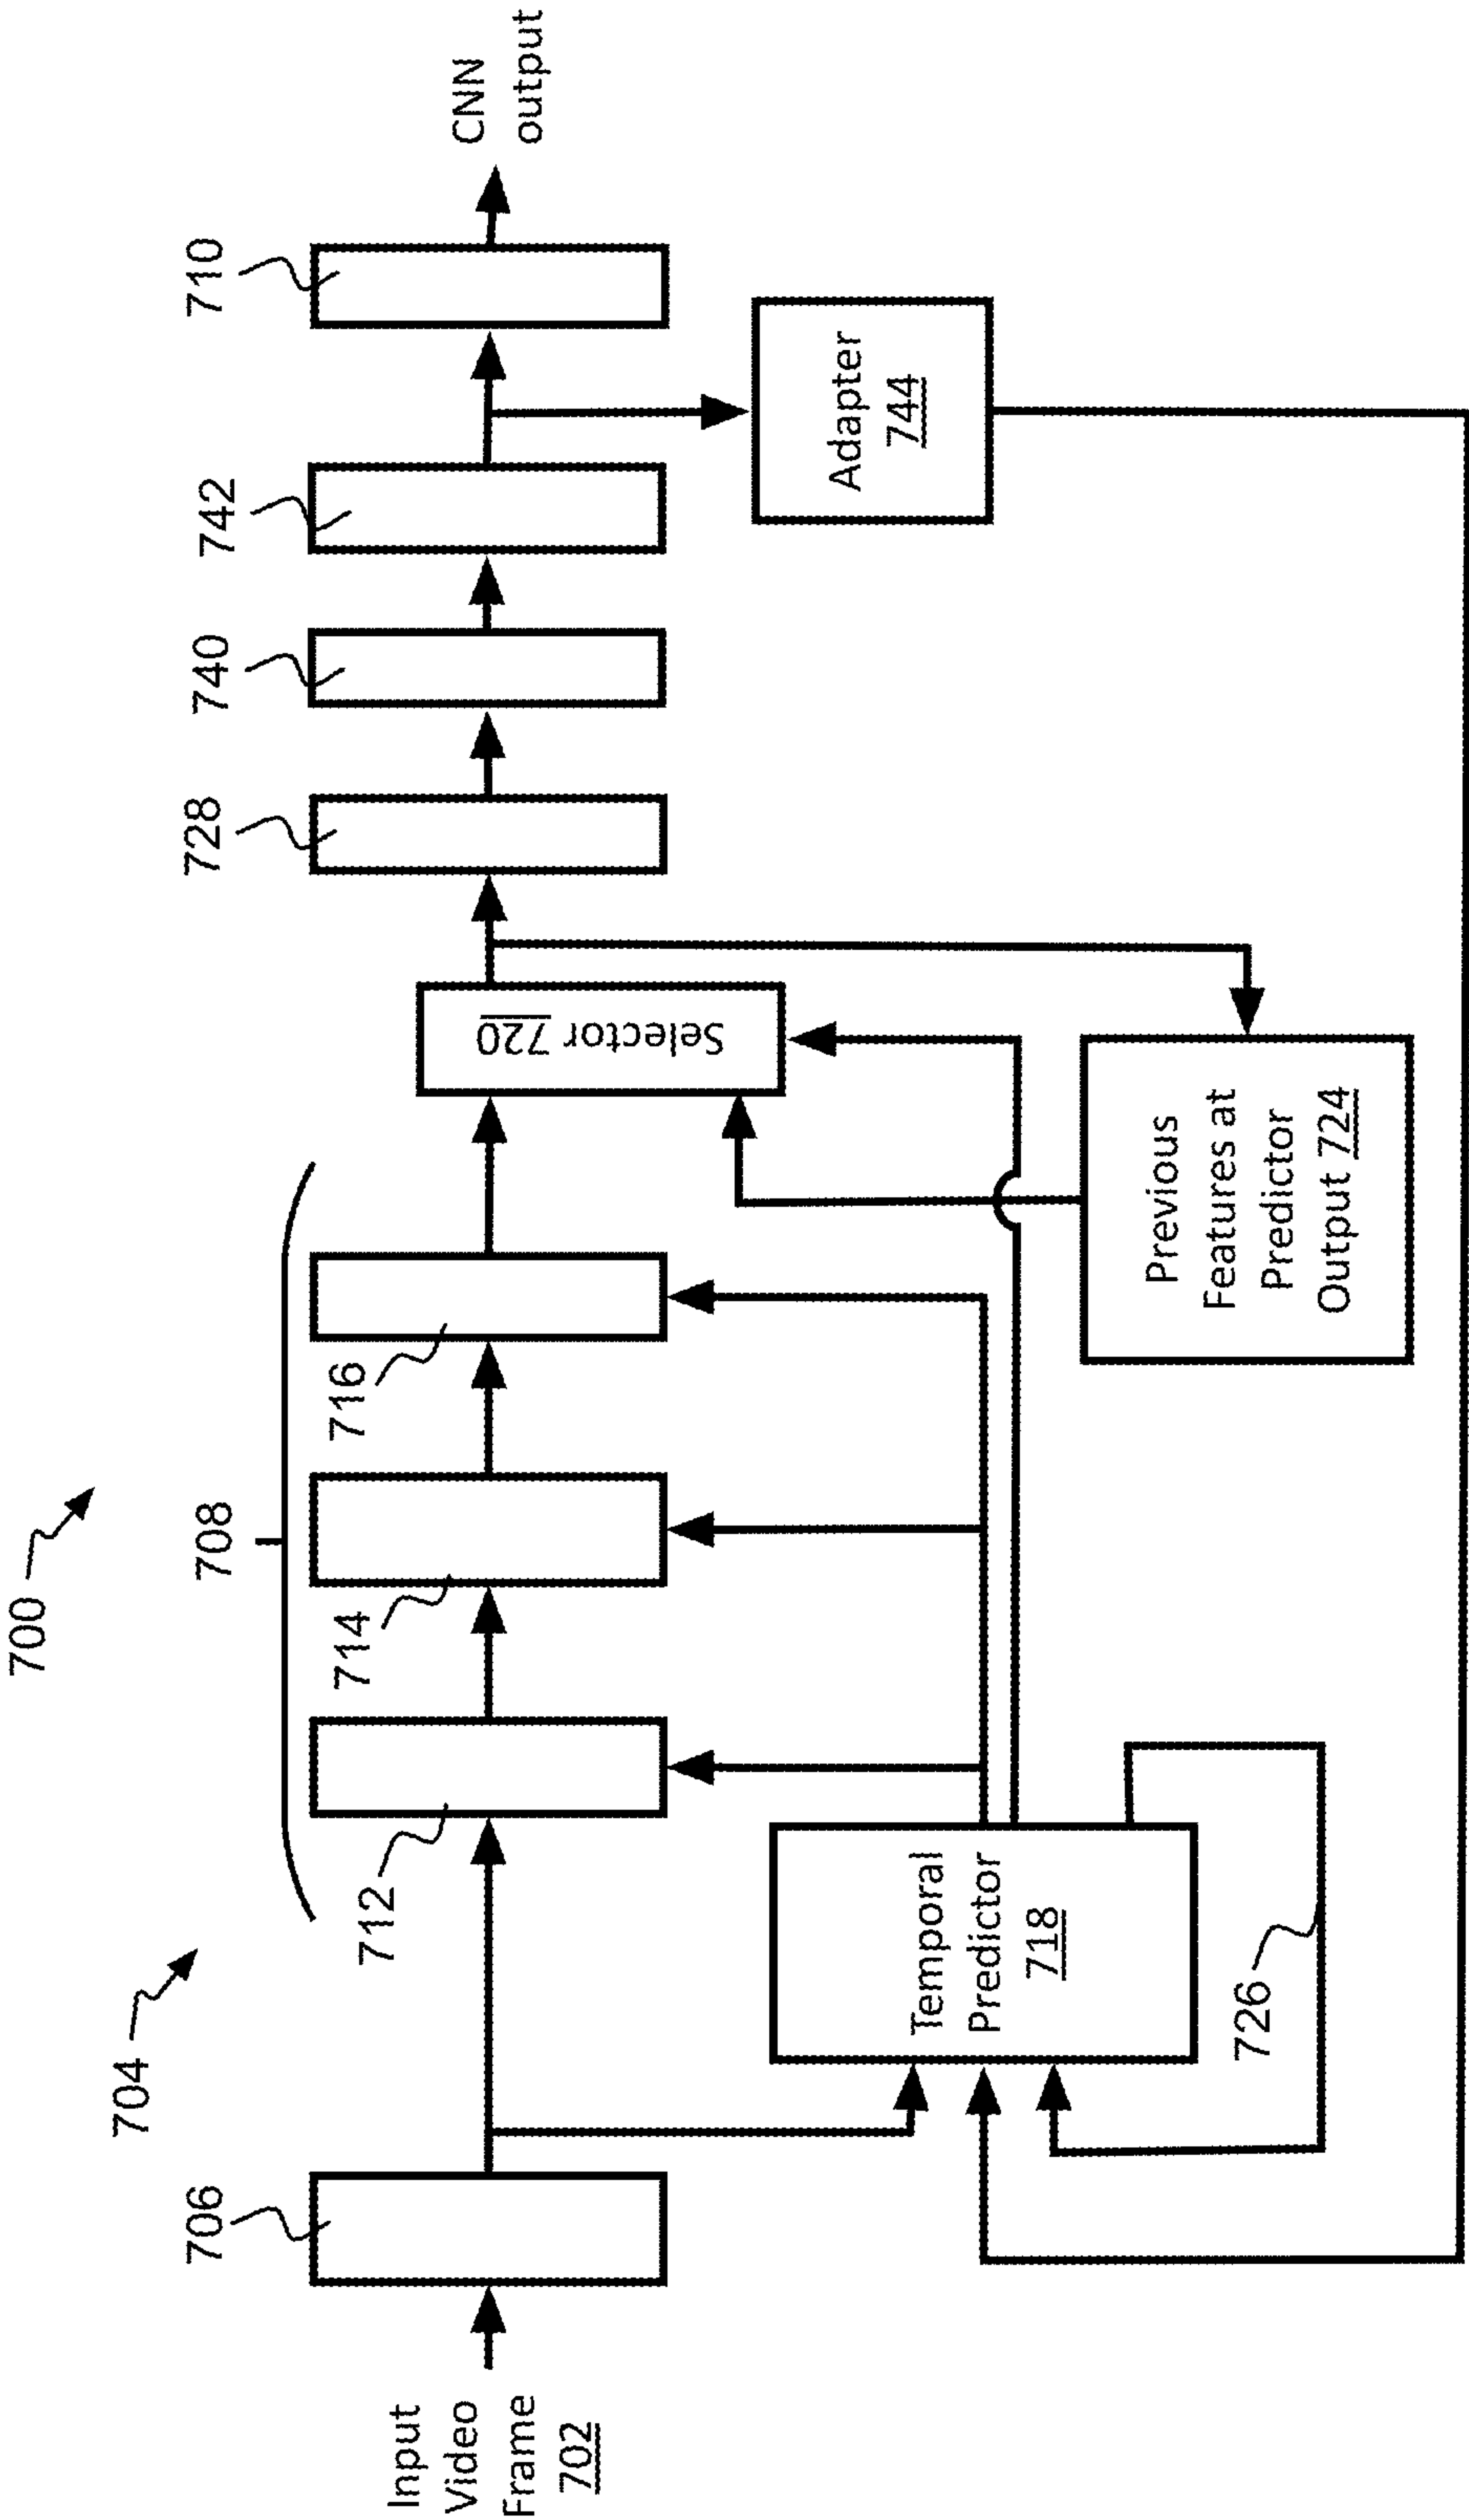 700
704
708
706
712
714
716
728
740
742
710
Input
Video
Frame
702
Selector 720
CNN
output
Temporal
Predictor
718
726
Previous
Features at
Predictor
Output 724
Adapter
744